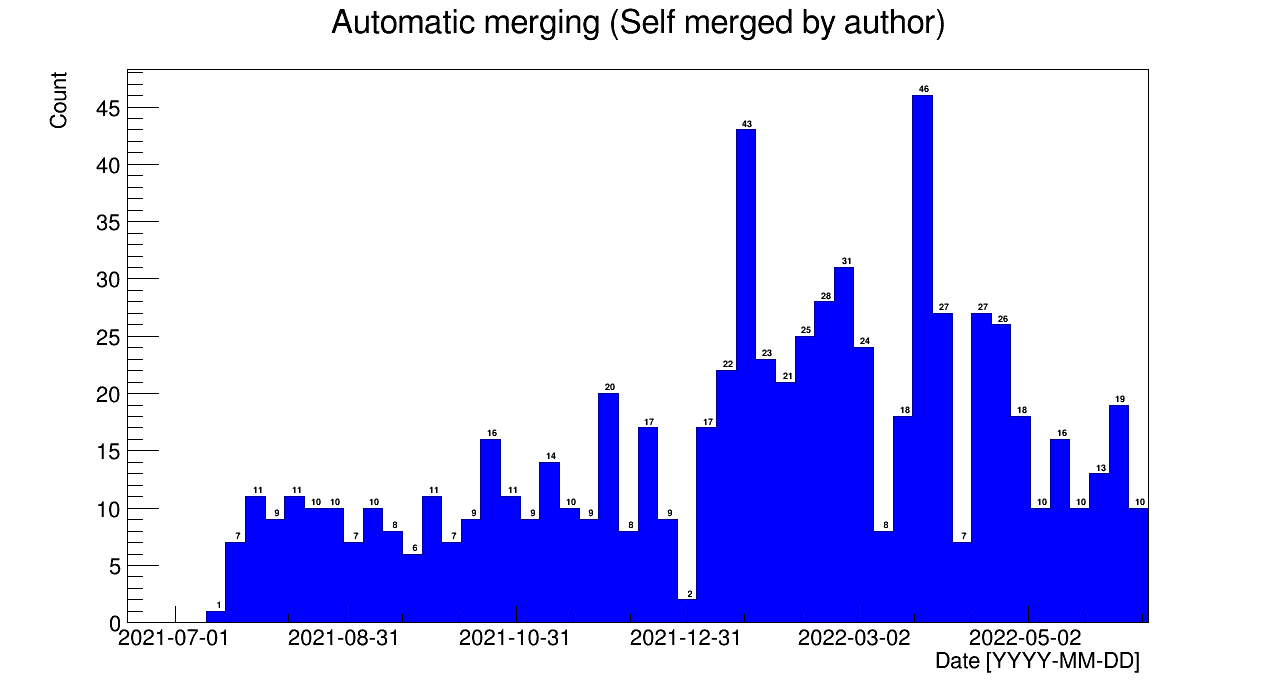 Automatic merging (Self merged by author)
Count
45
40
35
30
25
20
15
10
5
0
1 7 11 9 11 10 10 7 10 8 6 11 7 9 16 11 9 14 10 9 20 8 17 9 2 17 22 43 23 21 25 28 31 24 8 18 46 27 7 27 26 18 10 16 10 13 19 10
2021-07-01 2021-08-31 2021-10-31 2021-12-31 2022-03-02 2022-05-02
Date [YYYY-MM-DD]